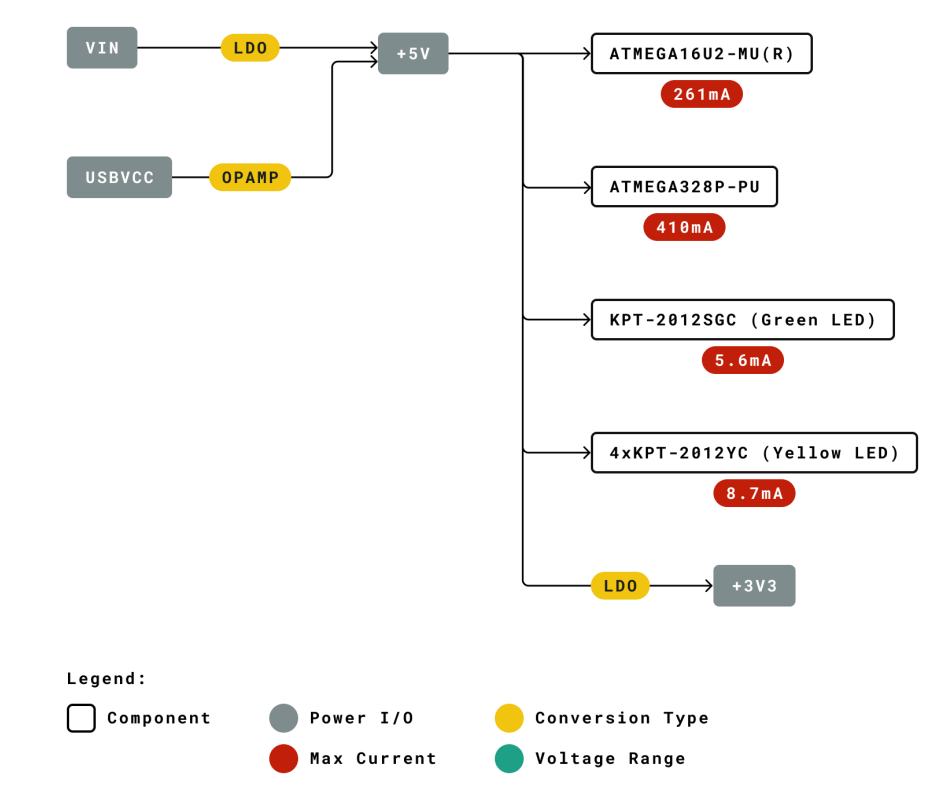 VIN
LDO
+5V
ATMEGA16U2-MU(R)
261mA
USBVCC
OPAMP
ATMEGA328P-PU
410mA
KPT-2012SGC (Green LED)
5.6mA
4xKPT-2012YC (Yellow LED)
8.7mA
LDO
+3V3
Legend:
Component
Power I/O
Conversion Type
Max Current
Voltage Range